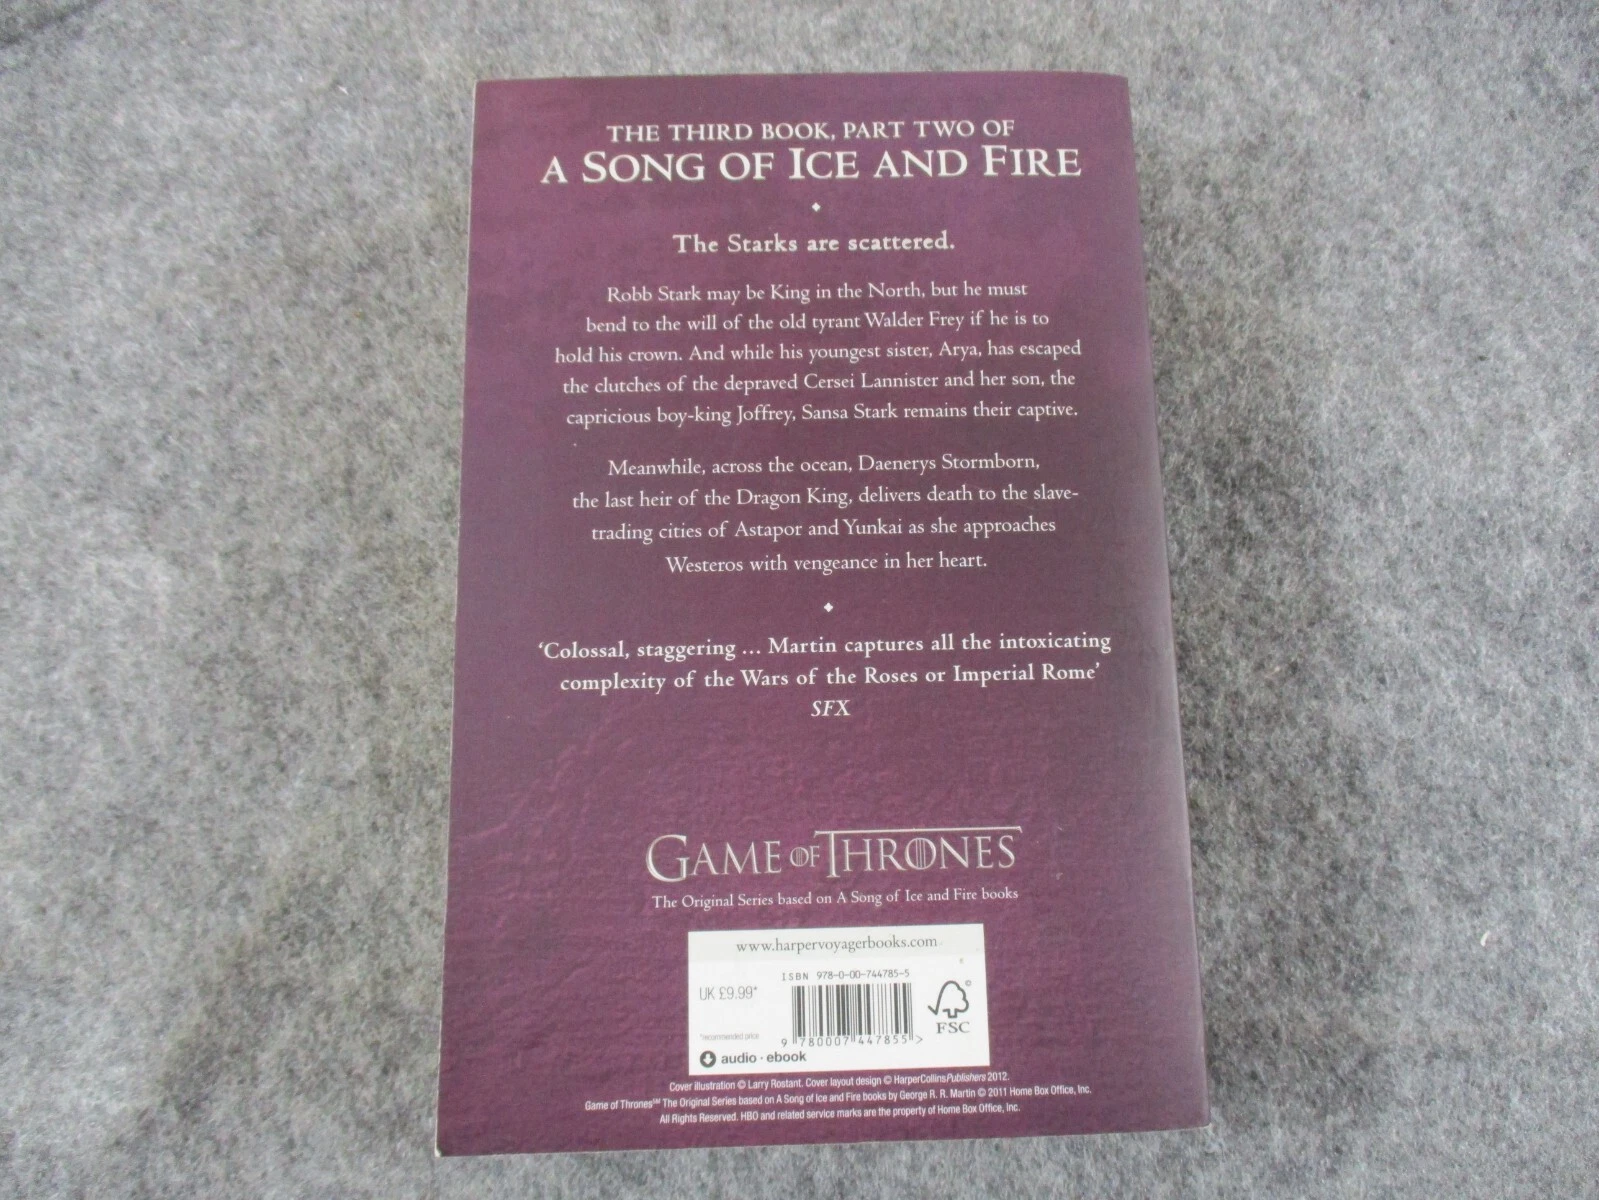 THE THIRD BOOK, PART TWO OF
A SONG OF ICE AND FIRE
The Starks are scattered.
Robb Stark may be King in the North, but he must
bend to the will of the old tyrant Walder Frey if he is to
hold his crown. And while his youngest sister, Arya, has escaped
the clutches of the depraved Cersei Lannister and her son, the
capricious boy-king Joffrey, Sansa Stark remains their captive.
Meanwhile, across the ocean, Daenerys Stormborn,
the last heir of the Dragon King, delivers death to the slave-
trading cities of Astapor and Yunkai as she approaches
Westeros with vengeance in her heart.
‘Colossal, staggering ... Martin captures all the intoxicating
complexity of the Wars of the Roses or Imperial Rome’
SFX
GAME OF THRONES
The Original Series based on A Song of Ice and Fire books
www.harpervoyagerbooks.com
ISBN 978-0-00-744785-5
UK £9.99*
*recommended price
9 780007 447855 >
FSC
©
audio · ebook
Cover illustration © Larry Rostant. Cover layout design © HarperCollinsPublishers 2012.
Game of Thrones℠ The Original Series based on A Song of Ice and Fire books by George R. R. Martin © 2011 Home Box Office, Inc.
All Rights Reserved. HBO and related service marks are the property of Home Box Office, Inc.